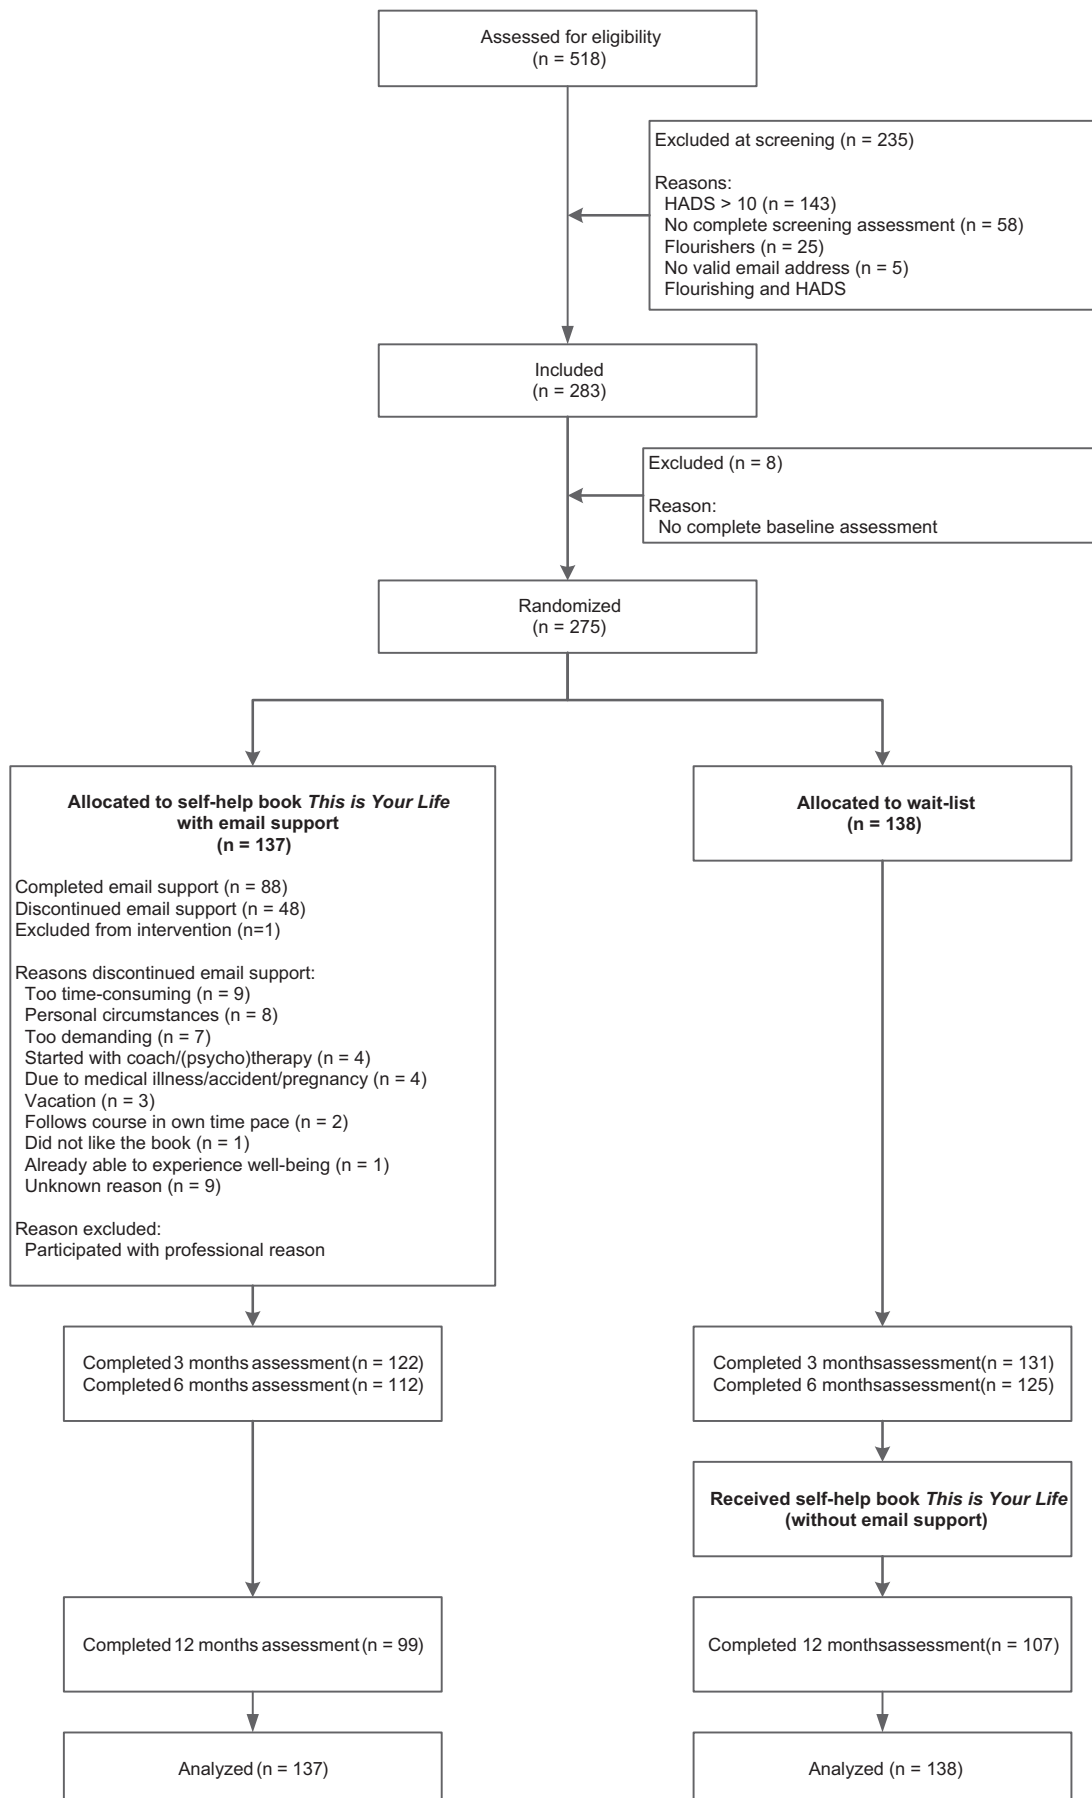 Assessed for eligibility
(n = 518)
Excluded at screening (n = 235)
Reasons:
HADS > 10 (n = 143)
No complete screening assessment (n = 58)
Flourishers (n = 25)
No valid email address (n = 5)
Flourishing and HADS
Included
(n = 283)
Excluded (n = 8)
Reason:
No complete baseline assessment
Randomized
(n = 275)
Allocated to self-help book This is Your Life
with email support
(n = 137)
Completed email support (n = 88)
Discontinued email support (n = 48)
Excluded from intervention (n=1)
Reasons discontinued email support:
Too time-consuming (n = 9)
Personal circumstances (n = 8)
Too demanding (n = 7)
Started with coach/(psycho)therapy (n = 4)
Due to medical illness/accident/pregnancy (n = 4)
Vacation (n = 3)
Follows course in own time pace (n = 2)
Did not like the book (n = 1)
Already able to experience well-being (n = 1)
Unknown reason (n = 9)
Reason excluded:
Participated with professional reason
Allocated to wait-list
(n = 138)
Completed 3 months assessment (n = 122)
Completed 6 months assessment (n = 112)
Completed 3 monthsassessment(n = 131)
Completed 6 monthsassessment(n = 125)
Received self-help book This is Your Life
(without email support)
Completed 12 months assessment (n = 99)
Completed 12 monthsassessment(n = 107)
Analyzed (n = 137)
Analyzed (n = 138)